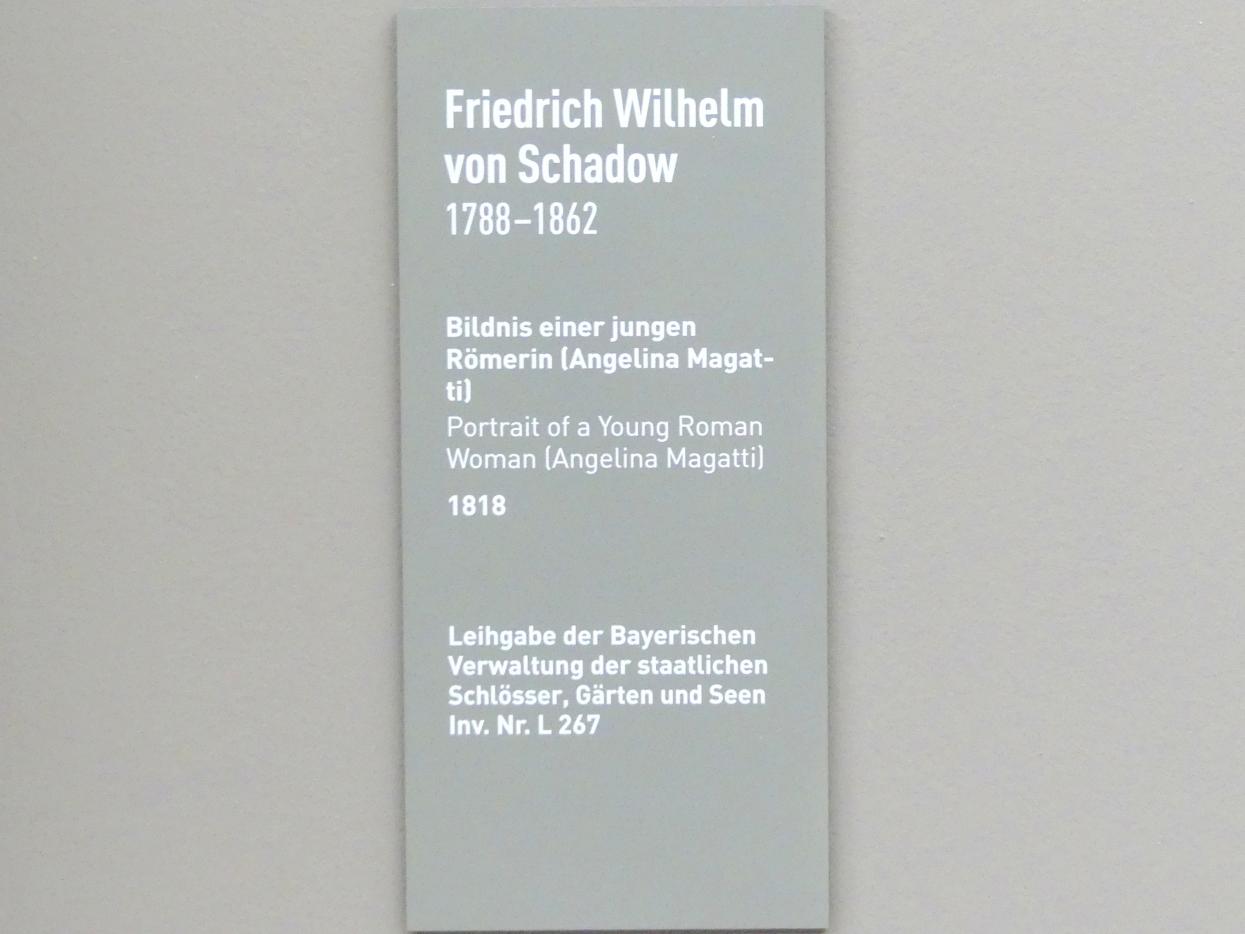 Friedrich Wilhelm
von Schadow
1788–1862
Bildnis einer jungen
Römerin (Angelina Magat-
ti)
Portrait of a Young Roman
Woman (Angelina Magatti)
1818
Leihgabe der Bayerischen
Verwaltung der staatlichen
Schlösser, Gärten und Seen
Inv. Nr. L 267